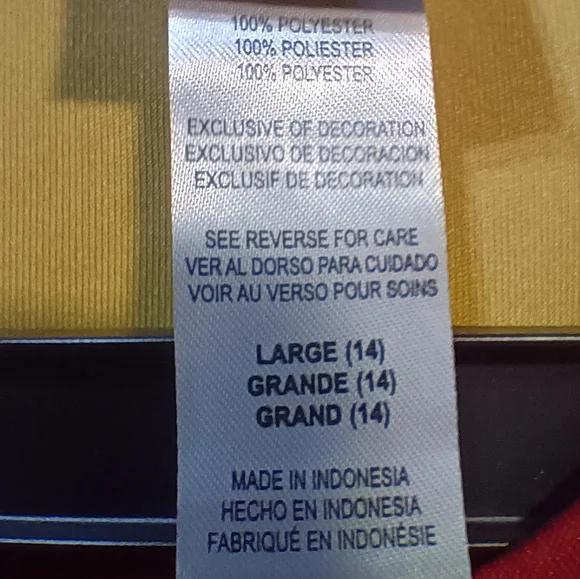 100% POLYESTER
100% POLIESTER
100% POLYESTER
EXCLUSIVE OF DECORATION
EXCLUSIVO DE DECORACION
EXCLUSIF DE DECORATION
SEE REVERSE FOR CARE
VER AL DORSO PARA CUIDADO
VOIR AU VERSO POUR SOINS
LARGE (14)
GRANDE (14)
GRAND (14)
MADE IN INDONESIA
HECHO EN INDONESIA
FABRIQUÉ EN INDONÉSIE